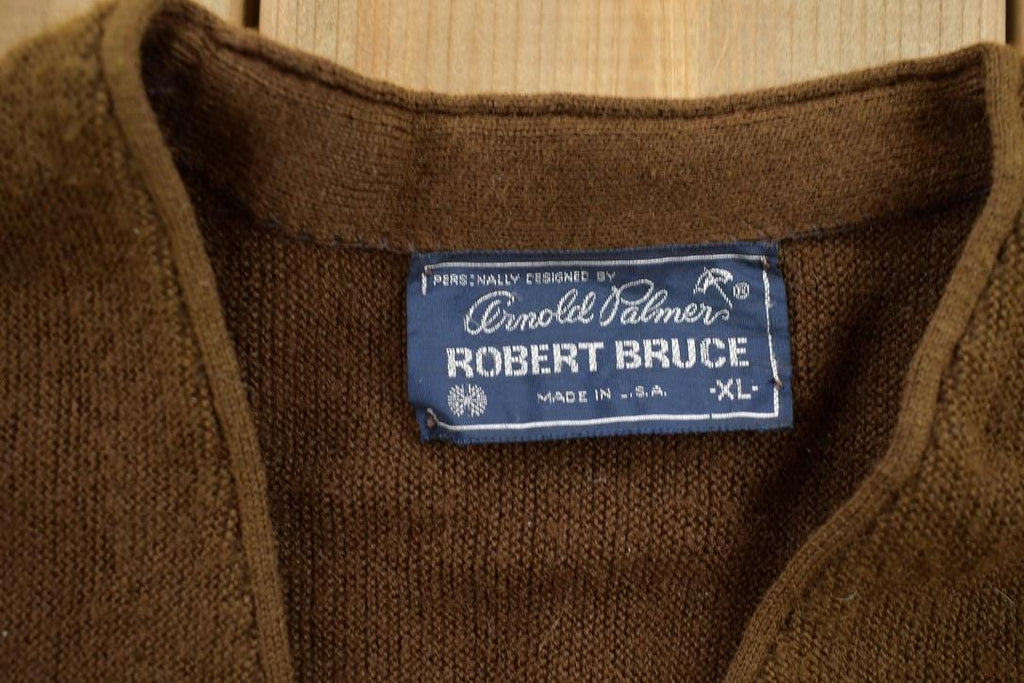 PERSONALLY DESIGNED BY
Arnold Palmer ®
ROBERT BRUCE
MADE IN U.S.A.
-XL-